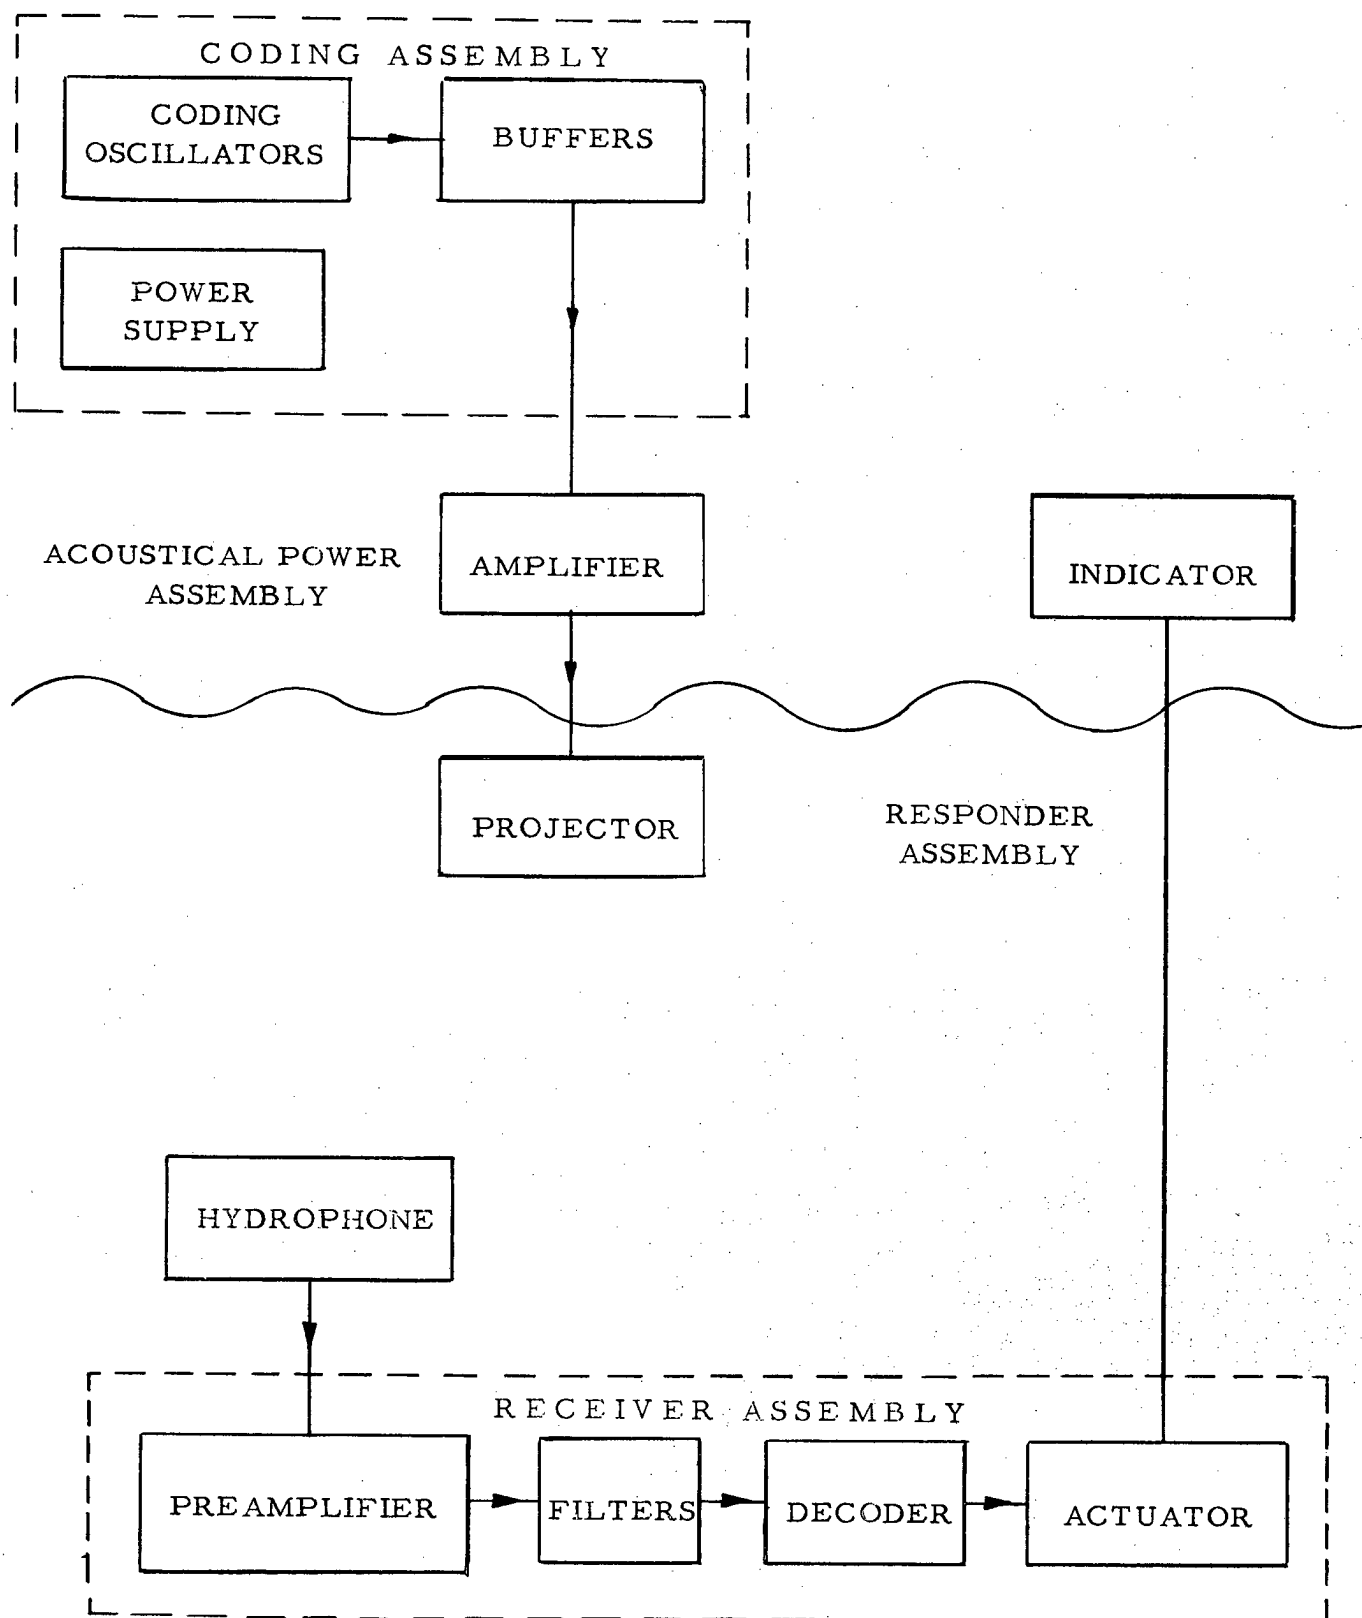 CODING ASSEMBLY
CODING
OSCILLATORS
BUFFERS
POWER
SUPPLY
ACOUSTICAL POWER
ASSEMBLY
AMPLIFIER
INDICATOR
PROJECTOR
RESPONDER
ASSEMBLY
HYDROPHONE
RECEIVER ASSEMBLY
PREAMPLIFIER
FILTERS
DECODER
ACTUATOR